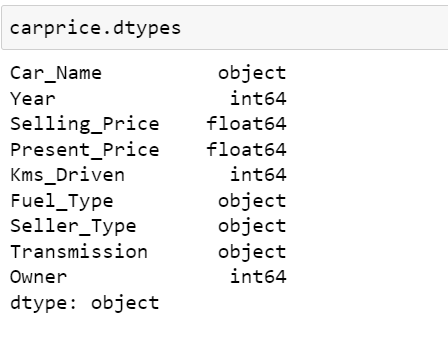 carprice.dtypes
Car_Name object
Year int64
Selling_Price float64
Present_Price float64
Kms_Driven int64
Fuel_Type object
Seller_Type object
Transmission object
Owner int64
dtype: object